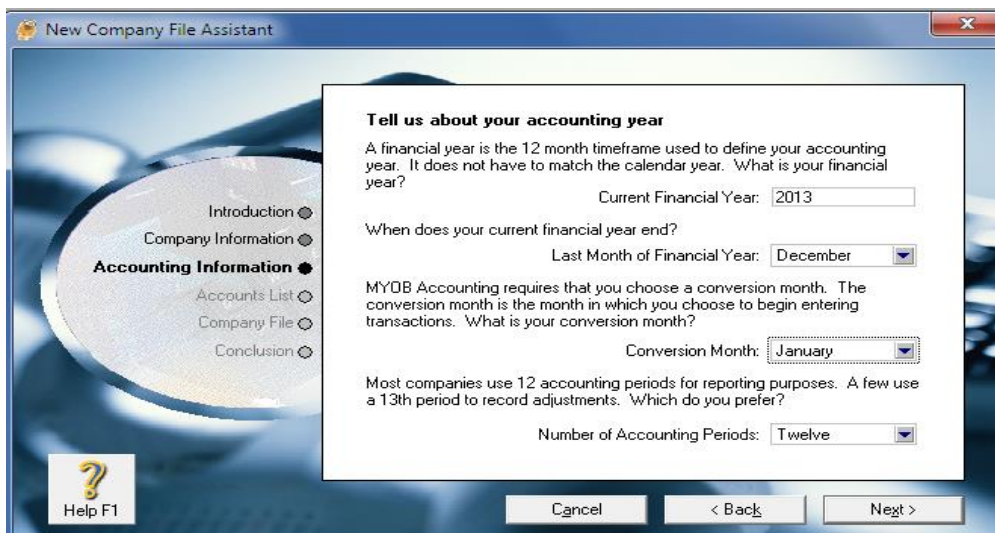 New Company File Assistant
Tell us about your accounting year
A financial year is the 12 month timeframe used to define your accounting
year. It does not have to match the calendar year. What is your financial
year?
Current Financial Year: 2013
When does your current financial year end?
Last Month of Financial Year: December
MYOB Accounting requires that you choose a conversion month. The
conversion month is the month in which you choose to begin entering
transactions. What is your conversion month?
Conversion Month: January
Most companies use 12 accounting periods for reporting purposes. A few use
a 13th period to record adjustments. Which do you prefer?
Number of Accounting Periods: Twelve
Introduction
Company Information
Accounting Information
Accounts List
Company File
Conclusion
Help F1
Cancel
< Back
Next >